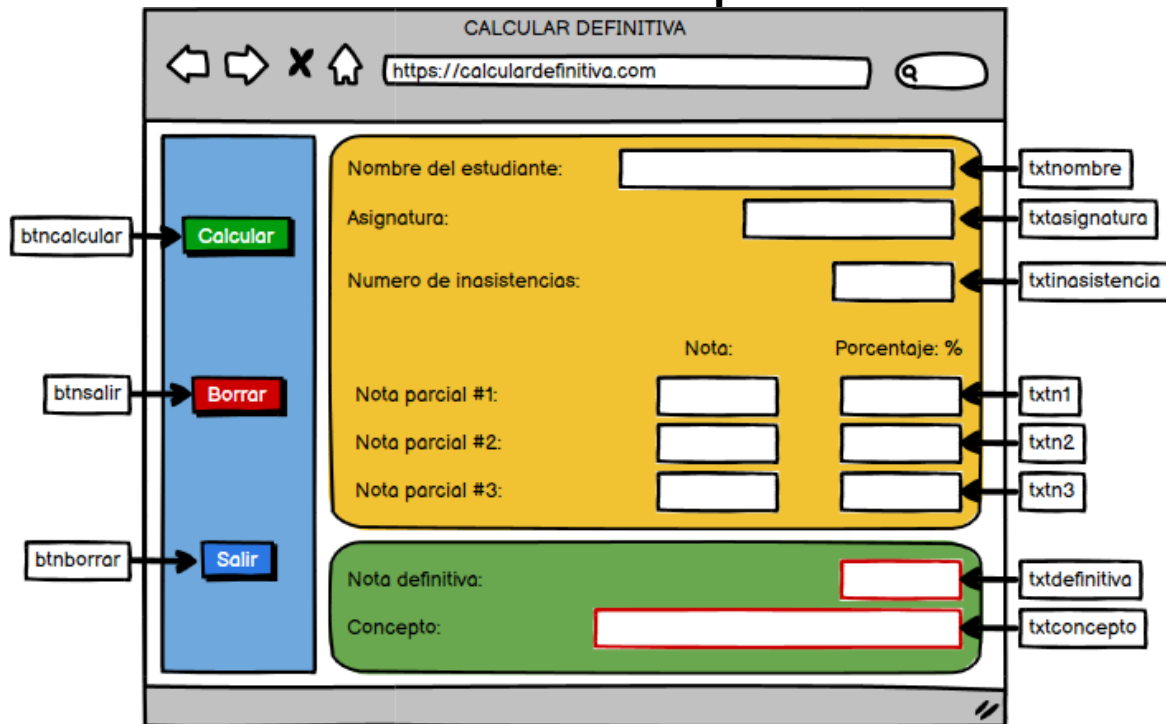 CALCULAR DEFINITIVA
https://calculardefinitiva.com
Nombre del estudiante:
txtnombre
Asignatura:
txtasignatura
btncalcular
Calcular
Numero de inasistencias:
txtinasistencia
Nota:
Porcentaje: %
btnsalir
Borrar
Nota parcial #1:
txtn1
Nota parcial #2:
txtn2
Nota parcial #3:
txtn3
btnborrar
Salir
Nota definitiva:
txtdefinitiva
Concepto:
txtconcepto